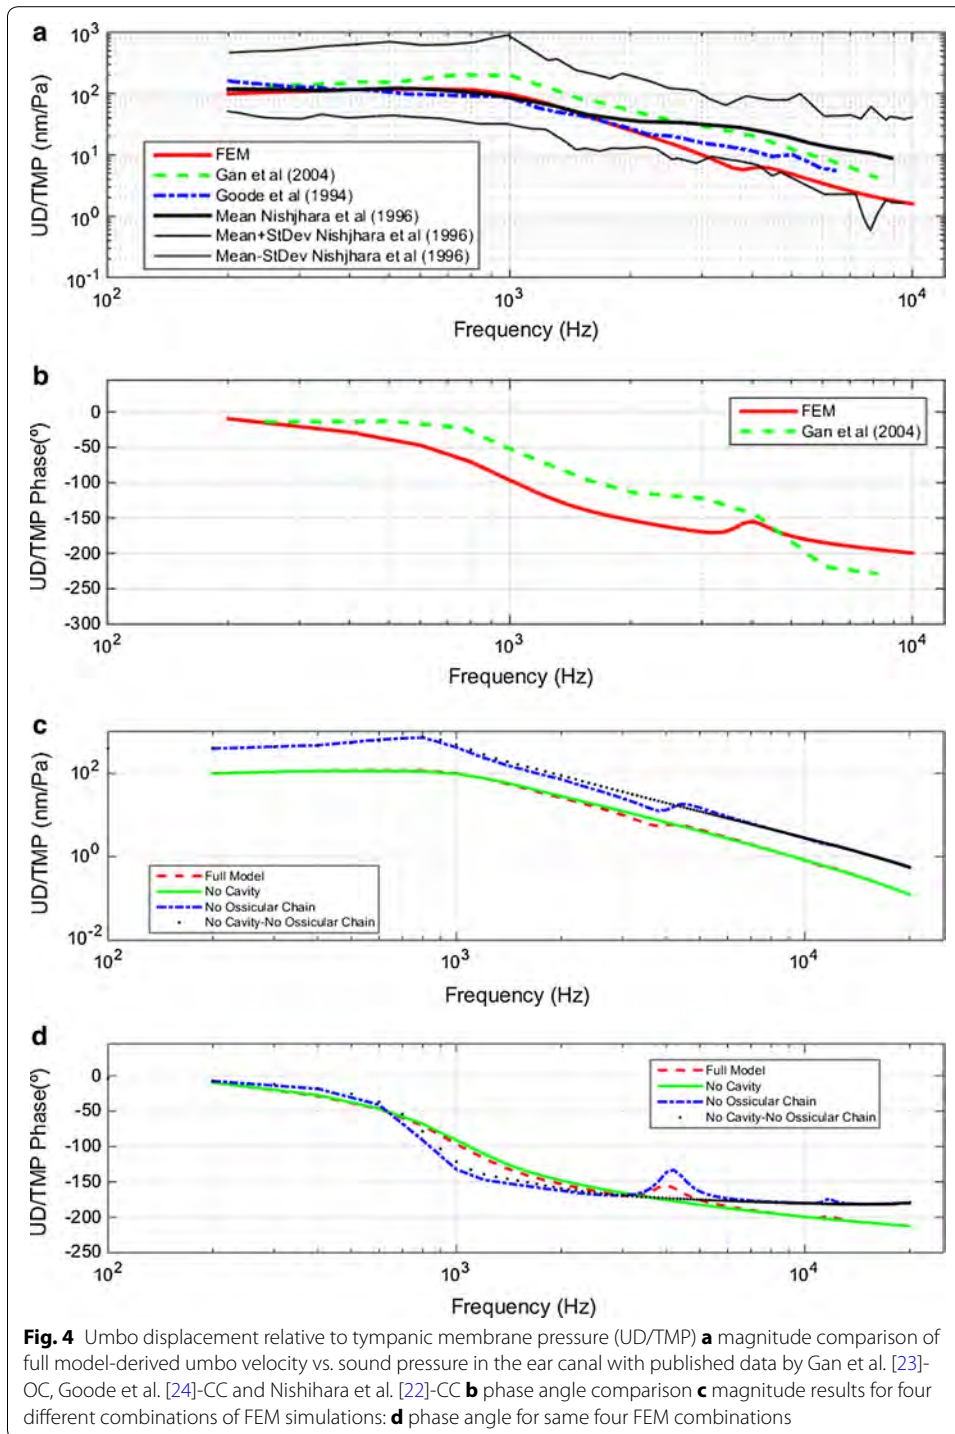 a
UD/TMP (nm/Pa)
10³
10²
10¹
10⁰
10⁻¹
FEM
Gan et al (2004)
Goode et al (1994)
Mean Nishjhara et al (1996)
Mean+StDev Nishjhara et al (1996)
Mean-StDev Nishjhara et al (1996)
10² 10³ 10⁴
Frequency (Hz)
b
UD/TMP Phase(º)
0
-50
-100
-150
-200
-250
-300
FEM
Gan et al (2004)
10² 10³ 10⁴
Frequency (Hz)
c
UD/TMP (nm/Pa)
10²
10⁰
10⁻²
Full Model
No Cavity
No Ossicular Chain
No Cavity-No Ossicular Chain
10² 10³ 10⁴
Frequency (Hz)
d
UD/TMP Phase(º)
0
-50
-100
-150
-200
-250
Full Model
No Cavity
No Ossicular Chain
No Cavity-No Ossicular Chain
10² 10³ 10⁴
Frequency (Hz)
Fig. 4 Umbo displacement relative to tympanic membrane pressure (UD/TMP) a magnitude comparison of
full model-derived umbo velocity vs. sound pressure in the ear canal with published data by Gan et al. [23]-
OC, Goode et al. [24]-CC and Nishihara et al. [22]-CC b phase angle comparison c magnitude results for four
different combinations of FEM simulations: d phase angle for same four FEM combinations